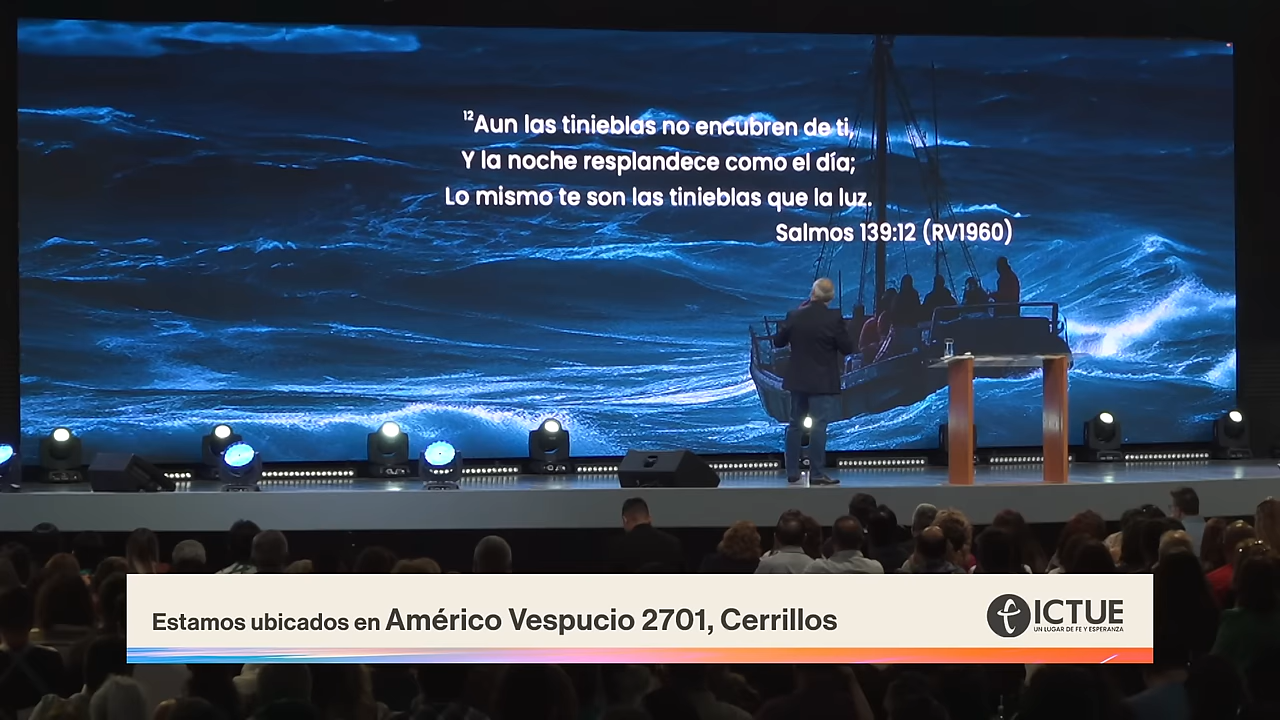 ¹²Aun las tinieblas no encubren de ti,
Y la noche resplandece como el día;
Lo mismo te son las tinieblas que la luz.
Salmos 139:12 (RV1960)
Estamos ubicados en Américo Vespucio 2701, Cerrillos
ICTUE
UN LUGAR DE FE Y ESPERANZA